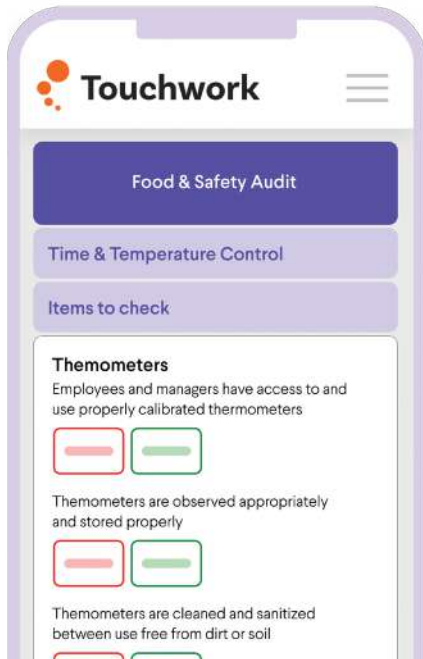 Touchwork
Food & Safety Audit
Time & Temperature Control
Items to check
Themometers
Employees and managers have access to and
use properly calibrated thermometers
Themometers are observed appropriately
and stored properly
Themometers are cleaned and sanitized
between use free from dirt or soil